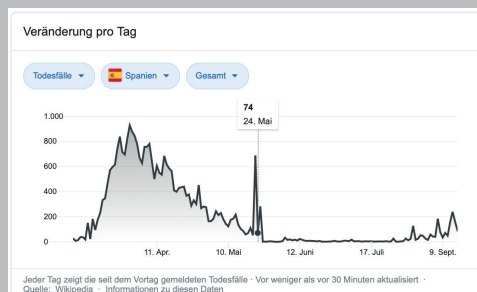 Veränderung pro Tag
Todesfälle Spanien Gesamt
74
24. Mai
1.000
800
600
400
200
0
11. Apr. 10. Mai 12. Juni 17. Juli 9. Sept.
Jeder Tag zeigt die seit dem Vortag gemeldeten Todesfälle · Vor weniger als vor 30 Minuten aktualisiert ·
Quelle: Wikipedia · Informationen zu diesen Daten